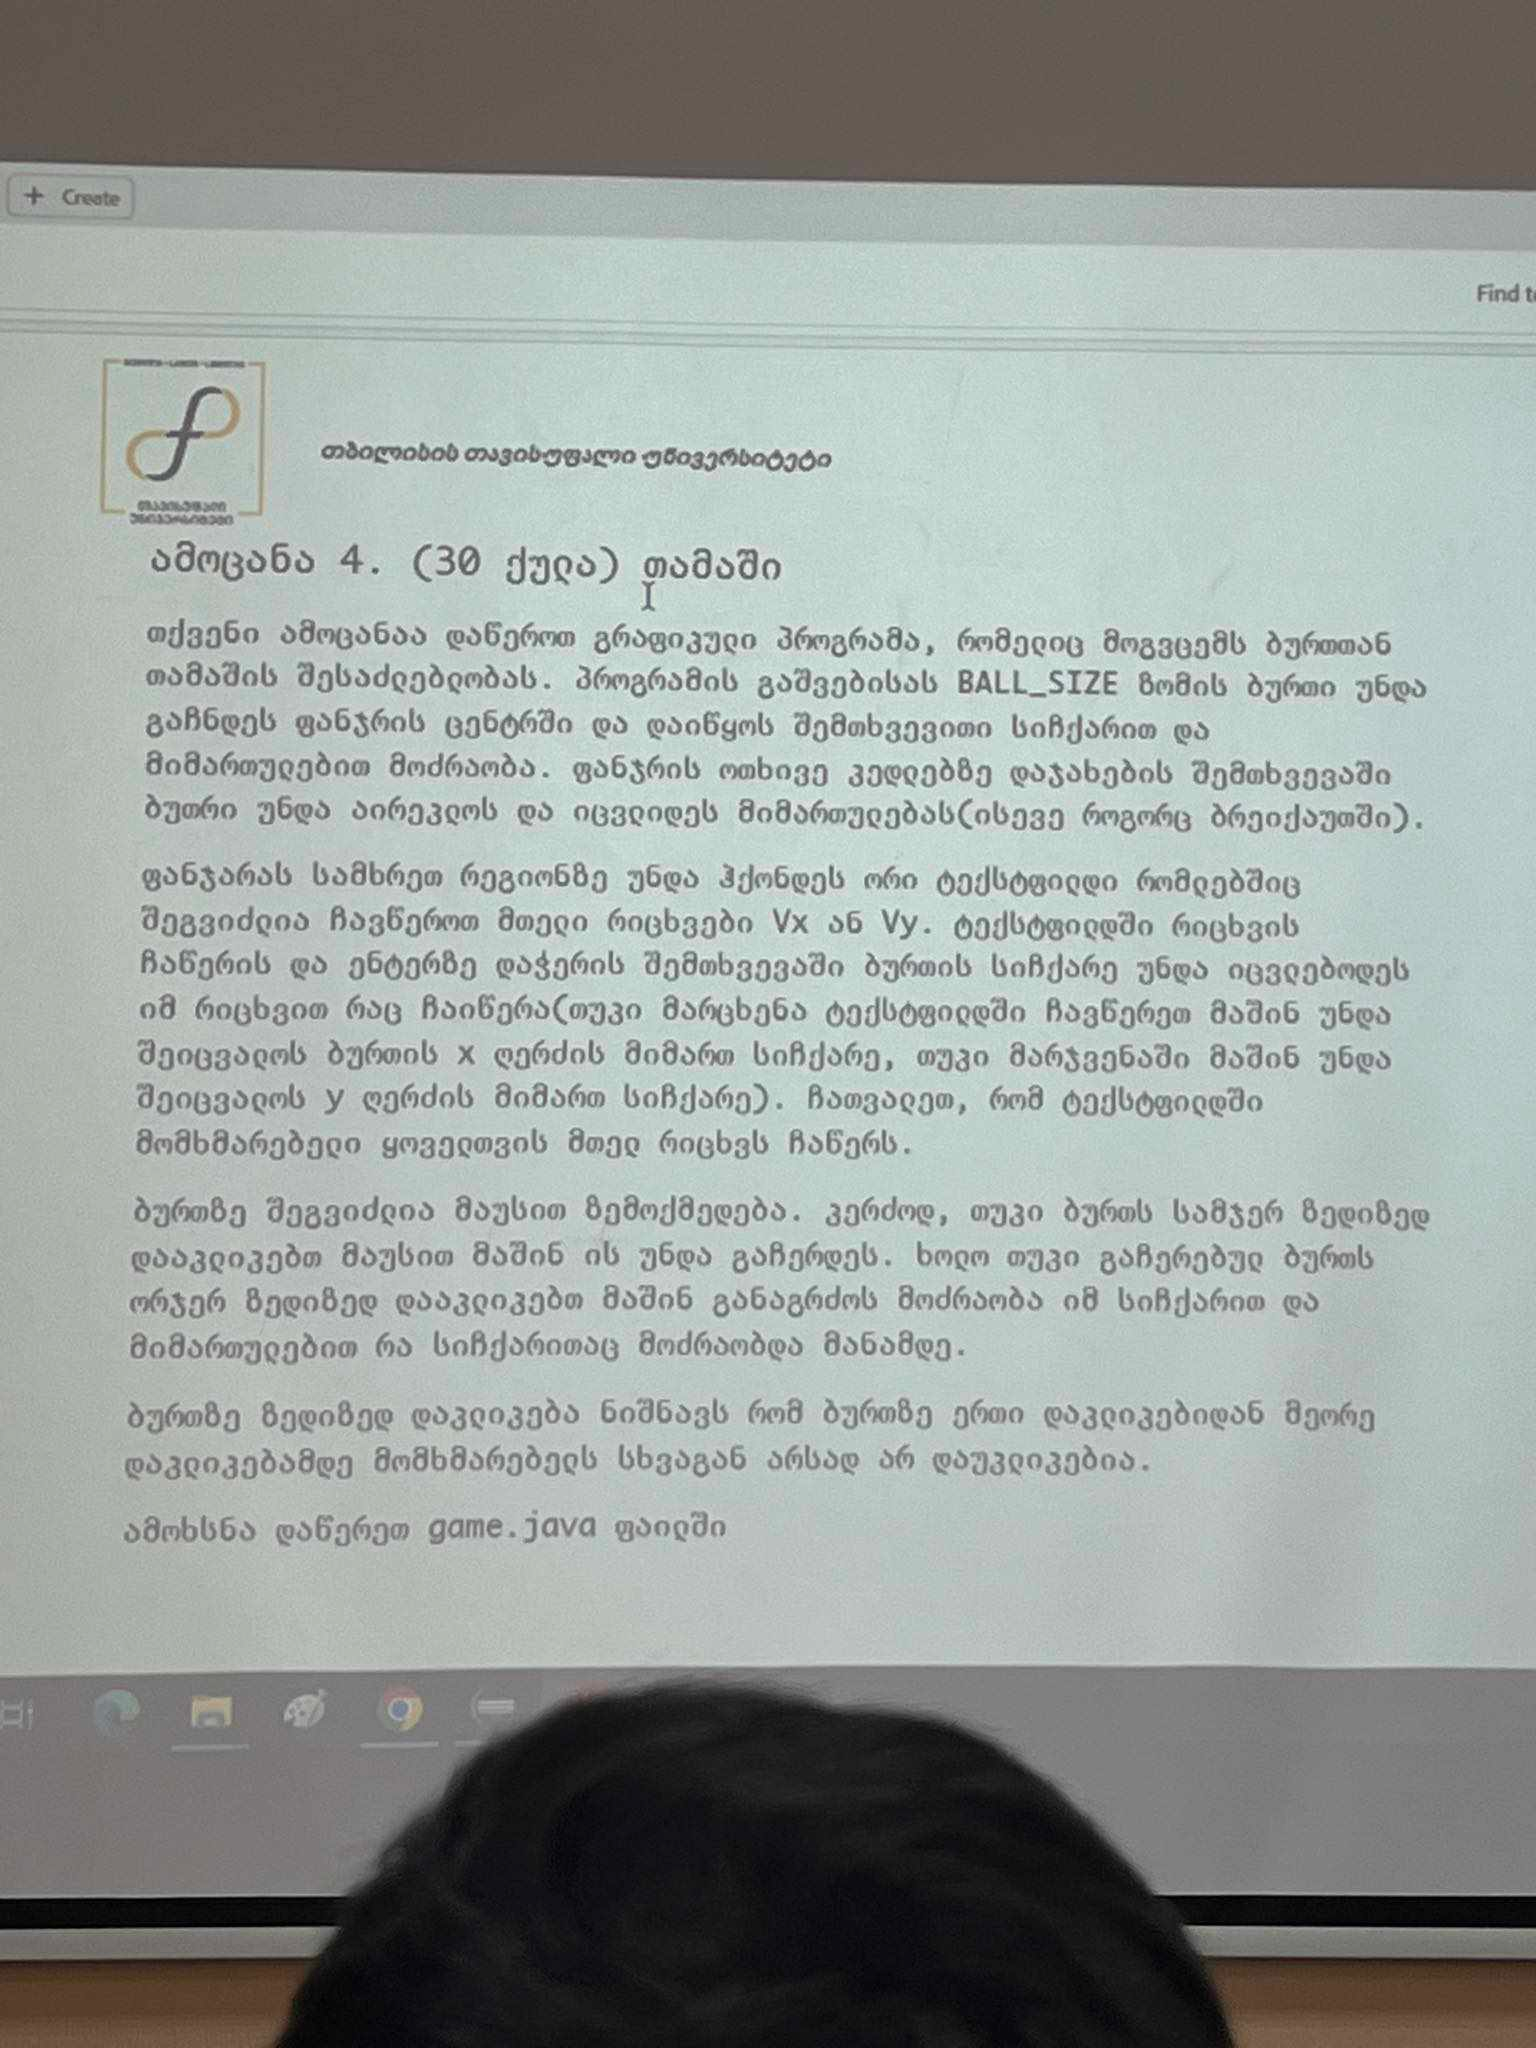 + Create
Find t
თბილისის თავისუფალი უნივერსიტეტი
თავისუფალი
უნივერსიტეტი
ამოცანა 4. (30 ქულა) თამაში
თქვენი ამოცანაა დაწეროთ გრაფიკული პროგრამა, რომელიც მოგვცემს ბურთთან
თამაშის შესაძლებლობას. პროგრამის გაშვებისას BALL_SIZE ზომის ბურთი უნდა
გაჩნდეს ფანჯრის ცენტრში და დაიწყოს შემთხვევითი სიჩქარით და
მიმართულებით მოძრაობა. ფანჯრის ოთხივე კედლებზე დაჯახების შემთხვევაში
ბუთრი უნდა აირეკლოს და იცვლიდეს მიმართულებას(ისევე როგორც ბრეიქაუთში).
ფანჯარას სამხრეთ რეგიონზე უნდა ჰქონდეს ორი ტექსტფილდი რომლებშიც
შეგვიძლია ჩავწეროთ მთელი რიცხვები Vx ან Vy. ტექსტფილდში რიცხვის
ჩაწერის და ენტერზე დაჭერის შემთხვევაში ბურთის სიჩქარე უნდა იცვლებოდეს
იმ რიცხვით რაც ჩაიწერა(თუკი მარცხენა ტექსტფილდში ჩავწერეთ მაშინ უნდა
შეიცვალოს ბურთის x ღერძის მიმართ სიჩქარე, თუკი მარჯვენაში მაშინ უნდა
შეიცვალოს y ღერძის მიმართ სიჩქარე). ჩათვალეთ, რომ ტექსტფილდში
მომხმარებელი ყოველთვის მთელ რიცხვს ჩაწერს.
ბურთზე შეგვიძლია მაუსით ზემოქმედება. კერძოდ, თუკი ბურთს სამჯერ ზედიზედ
დააკლიკებთ მაუსით მაშინ ის უნდა გაჩერდეს. ხოლო თუკი გაჩერებულ ბურთს
ორჯერ ზედიზედ დააკლიკებთ მაშინ განაგრძოს მოძრაობა იმ სიჩქარით და
მიმართულებით რა სიჩქარითაც მოძრაობდა მანამდე.
ბურთზე ზედიზედ დაკლიკება ნიშნავს რომ ბურთზე ერთი დაკლიკებიდან მეორე
დაკლიკებამდე მომხმარებელს სხვაგან არსად არ დაუკლიკებია.
ამოხსნა დაწერეთ game.java ფაილში